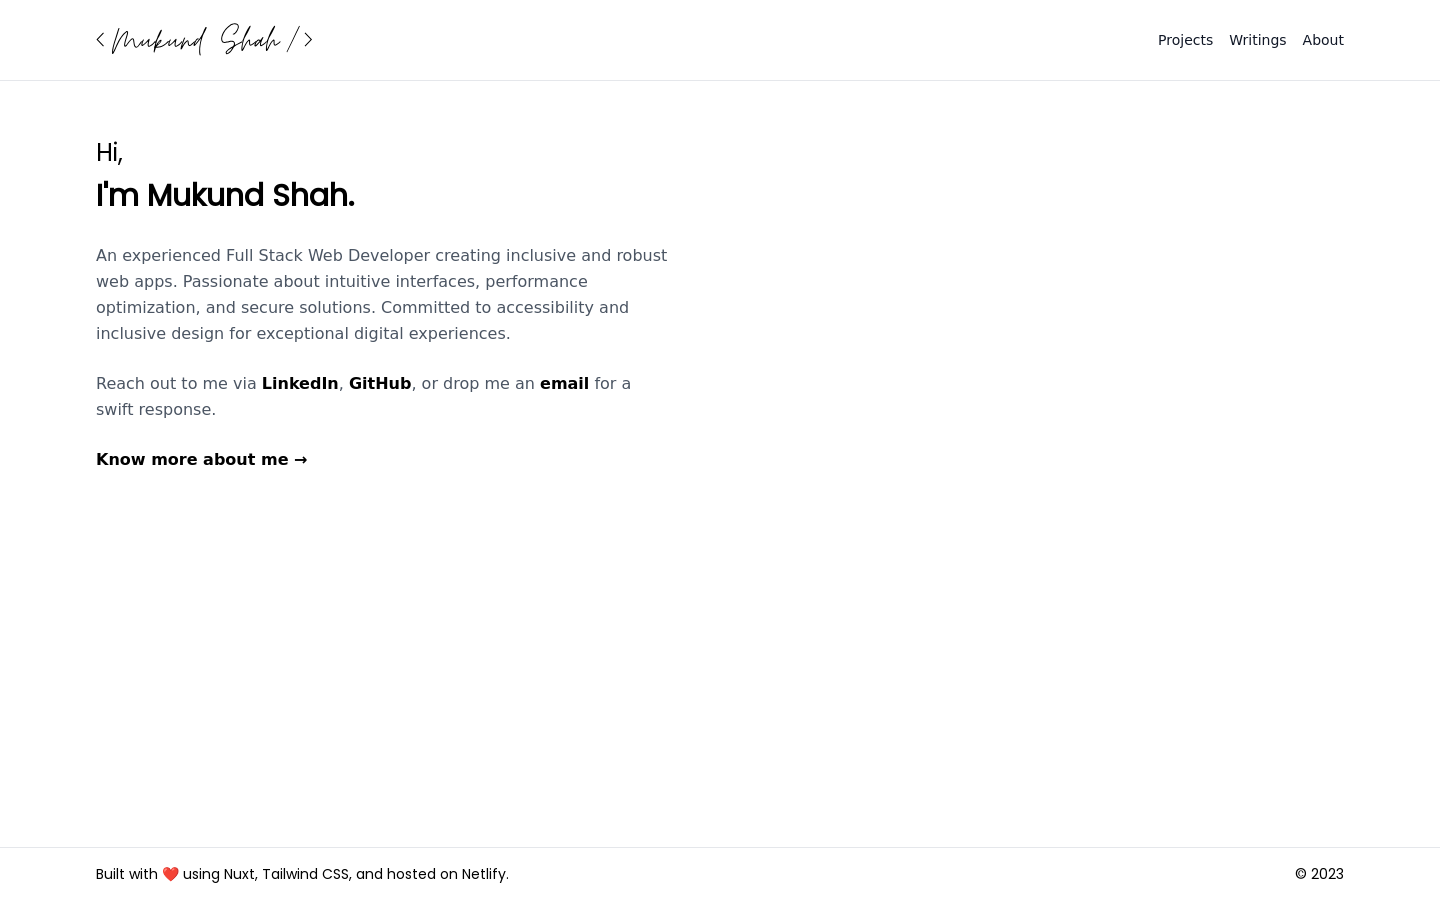 < Mukund Shah / >
Projects Writings About
Hi,
I'm Mukund Shah.
An experienced Full Stack Web Developer creating inclusive and robust
web apps. Passionate about intuitive interfaces, performance
optimization, and secure solutions. Committed to accessibility and
inclusive design for exceptional digital experiences.
Reach out to me via LinkedIn, GitHub, or drop me an email for a
swift response.
Know more about me →
Built with ❤️ using Nuxt, Tailwind CSS, and hosted on Netlify.
© 2023